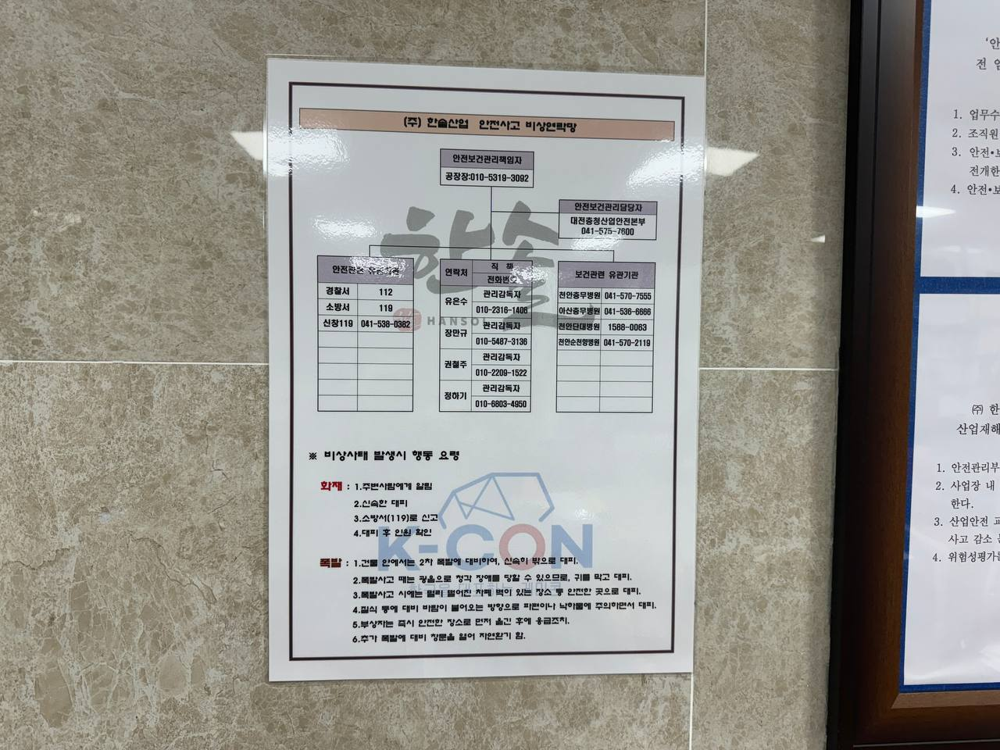 (주) 한솔산업 안전사고 비상연락망
안전보건관리책임자
공장장:010-5319-3092
안전보건관리담당자
대전충청산업안전본부
041-575-7600
한솔
HANSOL
안전관련 유관기관
경찰서 112
소방서 119
신창119 041-538-0362
연락처 직 책
전화번호
유은수 관리감독자
010-2316-1406
장만규 관리감독자
010-5487-3136
권철주 관리감독자
010-2209-1522
정하기 관리감독자
010-6803-4950
보건관련 유관기관
천안충무병원 041-570-7555
아산충무병원 041-536-6666
천안단대병원 1588-0063
천안순천향병원 041-570-2119
※ 비상사태 발생시 행동 요령
화재 : 1.주변사람에게 알림
2.신속한 대피
3.소방서(119)로 신고
4.대피 후 인원 확인
K-CON
폭발 : 1.건물 안에서는 2차 폭발에 대비하여, 신속히 밖으로 대피.
2.폭발사고 때는 굉음으로 청각 장애를 당할 수 있으므로, 귀를 막고 대피.
3.폭발사고 시에는 멀리 떨어진 차폐 벽이 있는 장소 등 안전한 곳으로 대피.
4.질식 등에 대비 바람이 불어오는 방향으로 파편이나 낙하물에 주의하면서 대피.
5.부상자는 즉시 안전한 장소로 먼저 옮긴 후에 응급조치.
6.추가 폭발에 대비 창문을 열어 자연환기 함.
'안
전 임
1. 업무수
2. 조직원
3. 안전•보
전개한
4. 안전•보
㈜ 한
산업재해
1. 안전관리부
2. 사업장 내
한다.
3. 산업안전 교
사고 감소
4. 위험성평가를